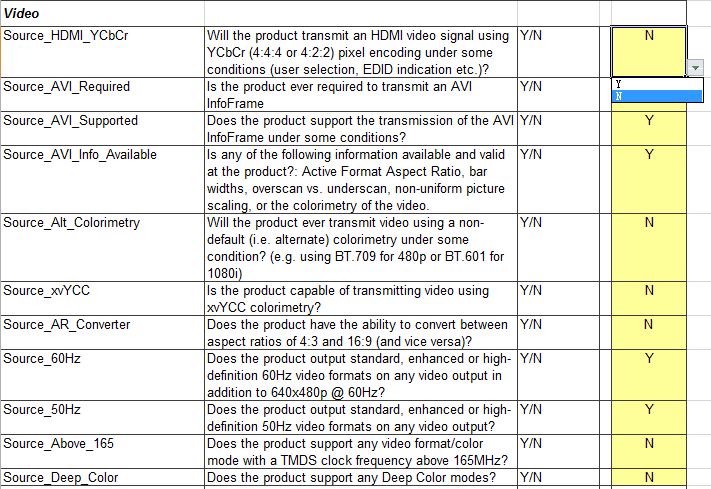 Video
Source_HDMI_YCbCr Will the product transmit an HDMI video signal using Y/N N
YCbCr (4:4:4 or 4:2:2) pixel encoding under some
conditions (user selection, EDID indication etc.)?
Source_AVI_Required Is the product ever required to transmit an AVI Y/N Y
InfoFrame N
Source_AVI_Supported Does the product support the transmission of the AVI Y/N Y
InfoFrame under some conditions?
Source_AVI_Info_Available Is any of the following information available and valid Y/N Y
at the product?: Active Format Aspect Ratio, bar
widths, overscan vs. underscan, non-uniform picture
scaling, or the colorimetry of the video.
Source_Alt_Colorimetry Will the product ever transmit video using a non- Y/N N
default (i.e. alternate) colorimetry under some
condition? (e.g. using BT.709 for 480p or BT.601 for
1080i)
Source_xvYCC Is the product capable of transmitting video using Y/N N
xvYCC colorimetry?
Source_AR_Converter Does the product have the ability to convert between Y/N N
aspect ratios of 4:3 and 16:9 (and vice versa)?
Source_60Hz Does the product output standard, enhanced or high- Y/N Y
definition 60Hz video formats on any video output in
addition to 640x480p @ 60Hz?
Source_50Hz Does the product output standard, enhanced or high- Y/N Y
definition 50Hz video formats on any video output?
Source_Above_165 Does the product support any video format/color Y/N N
mode with a TMDS clock frequency above 165MHz?
Source_Deep_Color Does the product support any Deep Color modes? Y/N N